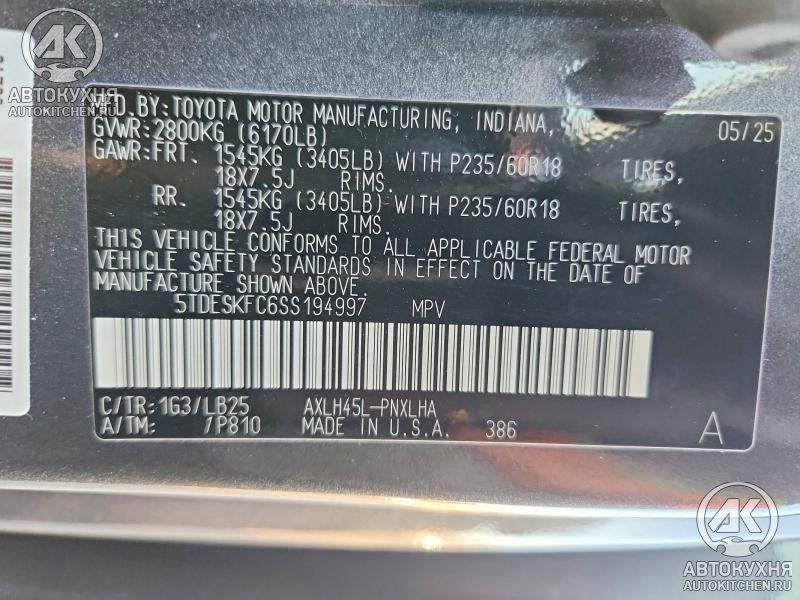 AK
АВТОКУХНЯ
AUTOKITCHEN.RU
MFD. BY: TOYOTA MOTOR MANUFACTURING, INDIANA,
05/25
GVWR: 2800KG (6170LB)
GAWR: FRT. 1545KG (3405LB) WITH P235/60R18 TIRES,
18X7.5J RIMS.
RR. 1545KG (3405LB) WITH P235/60R18 TIRES,
18X7.5J RIMS.
THIS VEHICLE CONFORMS TO ALL APPLICABLE FEDERAL MOTOR
VEHICLE SAFETY STANDARDS IN EFFECT ON THE DATE OF
MANUFACTURE SHOWN ABOVE.
5TDESKFC6SS194997 MPV
C/TR: 1G3/LB25 AXLH45L-PNXLHA
A/TM: /P810 MADE IN U.S.A. 386 A
AK
АВТОКУХНЯ
AUTOKITCHEN.RU